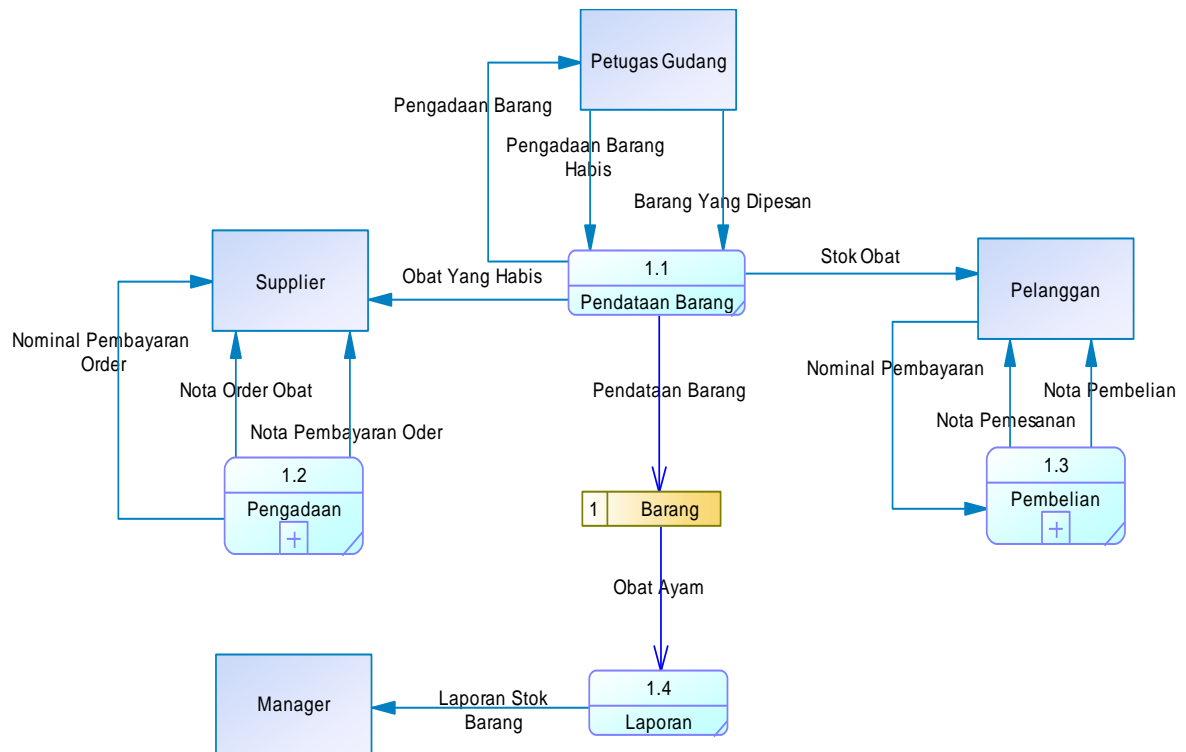 Petugas Gudang
Pengadaan Barang
Pengadaan Barang
Habis
Barang Yang Dipesan
Supplier
Obat Yang Habis
1.1
Pendataan Barang
Stok Obat
Pelanggan
Nominal Pembayaran
Order
Nota Order Obat
Nota Pembayaran Oder
Pendataan Barang
Nominal Pembayaran
Nota Pembelian
Nota Pemesanan
1.2
Pengadaan
+
1.3
Pembelian
+
1 Barang
Obat Ayam
Manager
Laporan Stok
Barang
1.4
Laporan